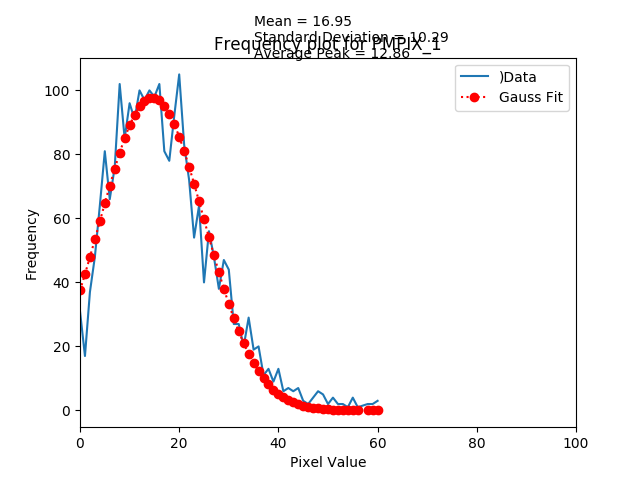 Mean = 16.95
Standard Deviation = 10.29
Frequency plot for PMPIX_1
Average Peak = 12.86
)Data
Gauss Fit
Frequency
100
80
60
40
20
0
0 20 40 60 80 100
Pixel Value